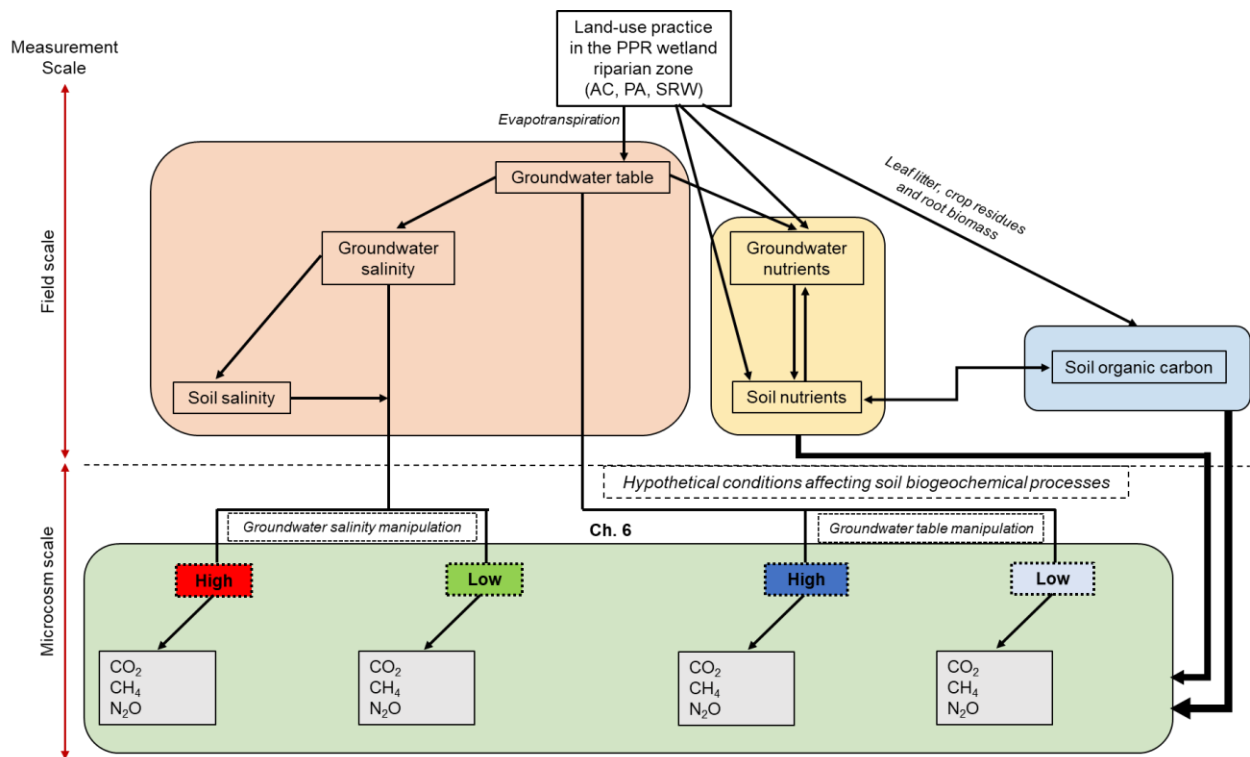 Measurement
Scale
Land-use practice
in the PPR wetland
riparian zone
(AC, PA, SRW)
Evapotranspiration
Leaf litter, crop residues
and root biomass
Field scale
Groundwater table
Groundwater
salinity
Groundwater
nutrients
Soil salinity
Soil nutrients
Soil organic carbon
Hypothetical conditions affecting soil biogeochemical processes
Microcosm scale
Groundwater salinity manipulation
Ch. 6
Groundwater table manipulation
High
Low
High
Low
CO₂
CH₄
N₂O
CO₂
CH₄
N₂O
CO₂
CH₄
N₂O
CO₂
CH₄
N₂O